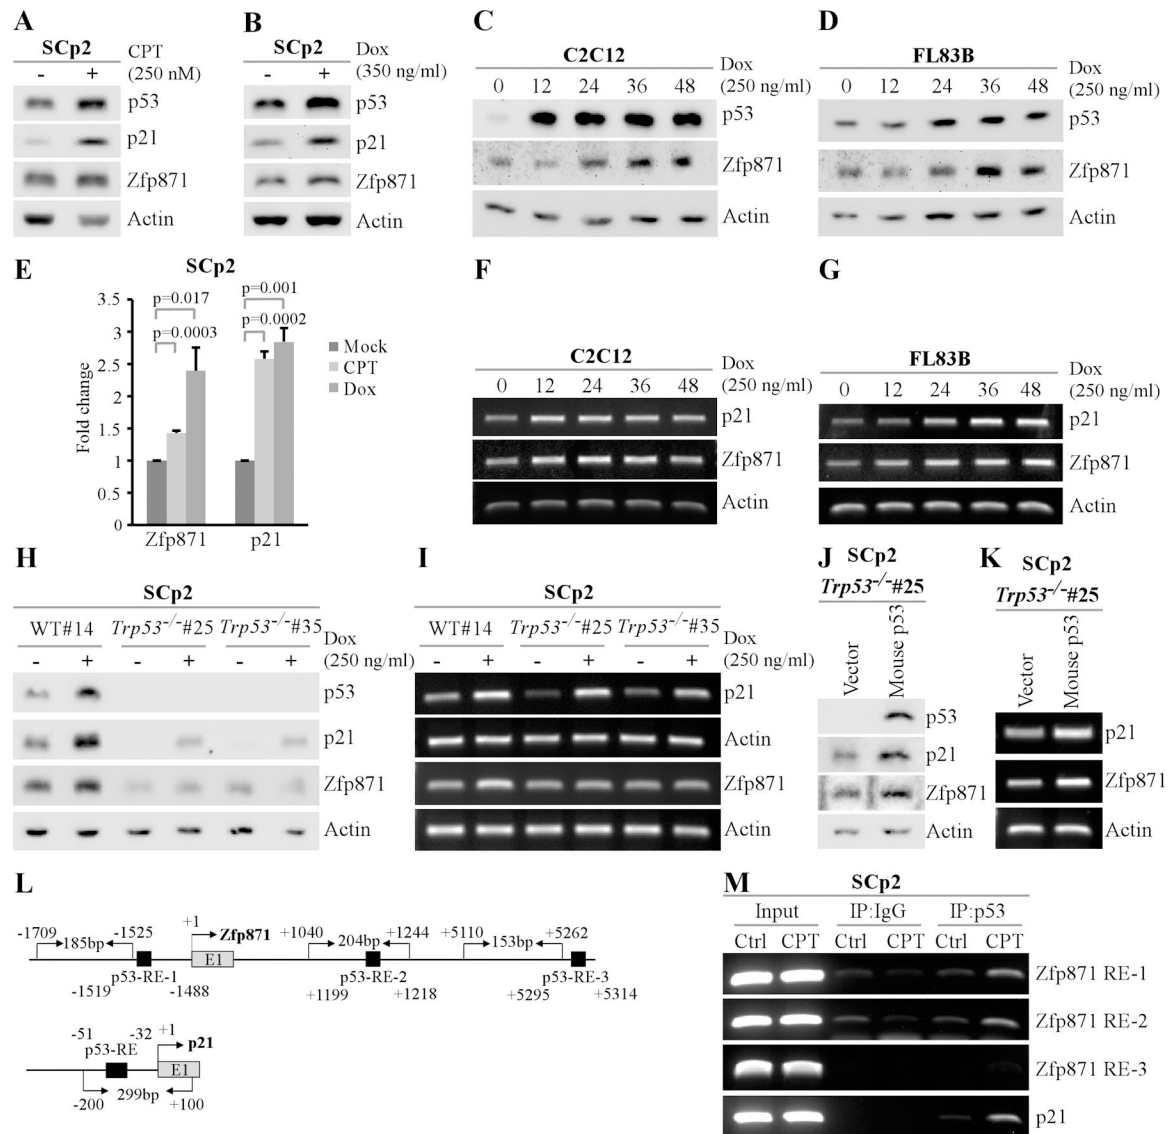 A
SCp2
CPT
(250 nM)
- +
p53
p21
Zfp871
Actin
B
SCp2
Dox
(350 ng/ml)
- +
p53
p21
Zfp871
Actin
C
C2C12
Dox
(250 ng/ml)
0 12 24 36 48
p53
Zfp871
Actin
D
FL83B
Dox
(250 ng/ml)
0 12 24 36 48
p53
Zfp871
Actin
E
SCp2
Fold change
3.5
3
2.5
2
1.5
1
0.5
0
p=0.017
p=0.0003
p=0.001
p=0.0002
Mock
CPT
Dox
Zfp871 p21
F
C2C12
Dox
(250 ng/ml)
0 12 24 36 48
p21
Zfp871
Actin
G
FL83B
Dox
(250 ng/ml)
0 12 24 36 48
p21
Zfp871
Actin
H
SCp2
WT#14 Trp53-/-#25 Trp53-/-#35
Dox
(250 ng/ml)
- + - + - +
p53
p21
Zfp871
Actin
I
SCp2
WT#14 Trp53-/-#25 Trp53-/-#35
Dox
(250 ng/ml)
- + - + - +
p21
Actin
Zfp871
Actin
J
SCp2
Trp53-/-#25
Vector
Mouse p53
p53
p21
Zfp871
Actin
K
SCp2
Trp53-/-#25
Vector
Mouse p53
p21
Zfp871
Actin
L
-1709 185bp -1525 +1 Zfp871 +1040 204bp +1244 +5110 153bp +5262
E1
p53-RE-1 p53-RE-2 p53-RE-3
-1519 -1488 +1199 +1218 +5295 +5314
-51 -32 +1 p21
p53-RE
E1
-200 299bp +100
M
SCp2
Input IP:IgG IP:p53
Ctrl CPT Ctrl CPT Ctrl CPT
Zfp871 RE-1
Zfp871 RE-2
Zfp871 RE-3
p21